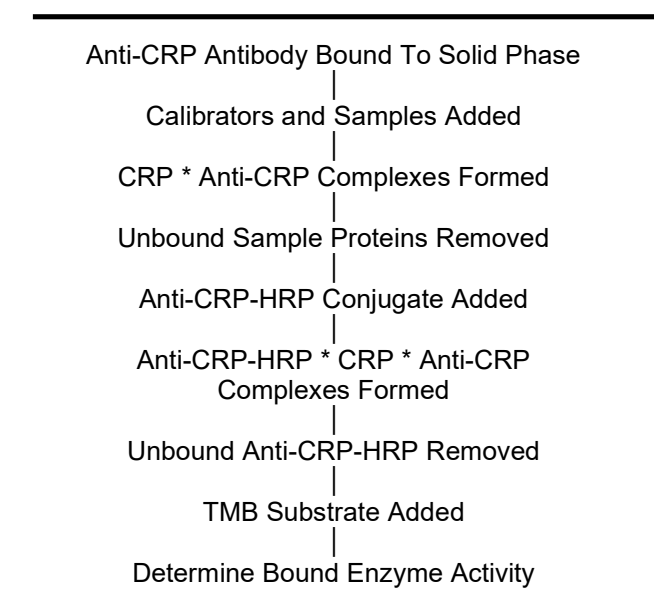 Anti-CRP Antibody Bound To Solid Phase
Calibrators and Samples Added
CRP * Anti-CRP Complexes Formed
Unbound Sample Proteins Removed
Anti-CRP-HRP Conjugate Added
Anti-CRP-HRP * CRP * Anti-CRP
Complexes Formed
Unbound Anti-CRP-HRP Removed
TMB Substrate Added
Determine Bound Enzyme Activity